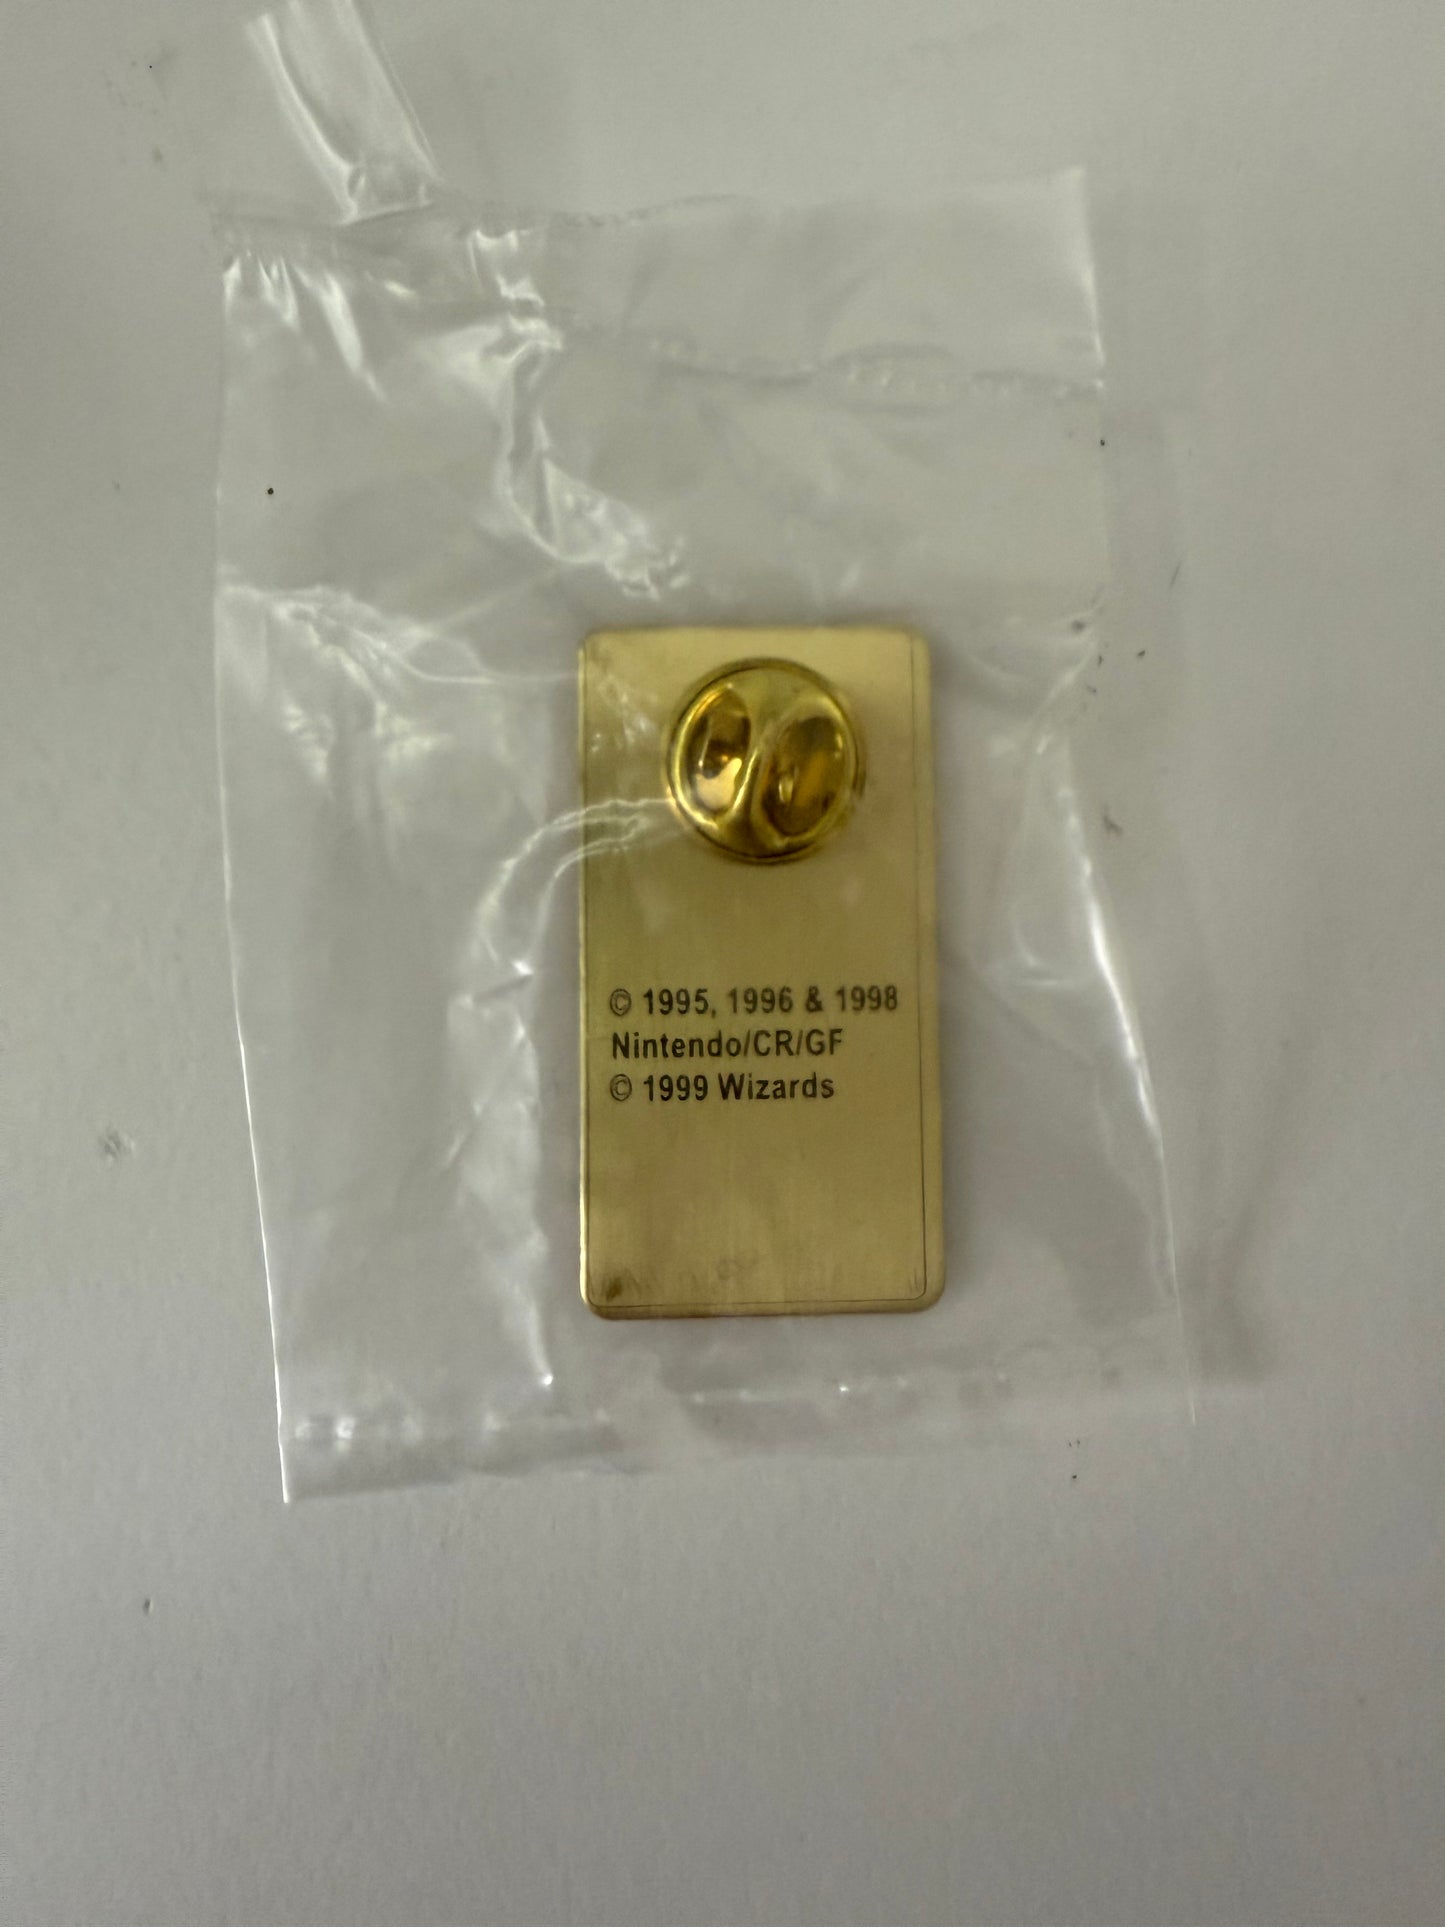 © 1995, 1996 & 1998
Nintendo/CR/GF
© 1999 Wizards